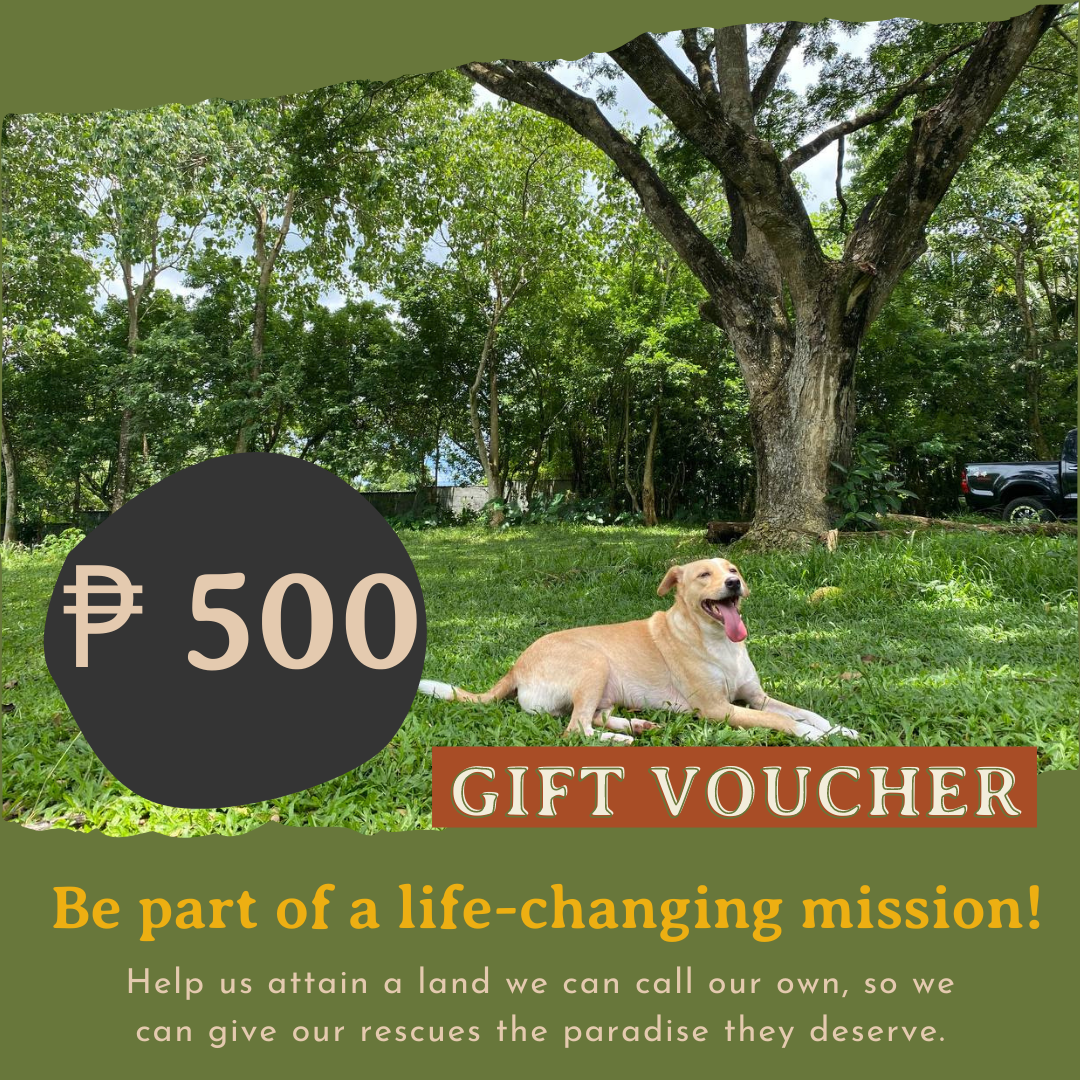 ₱ 500
GIFT VOUCHER
Be part of a life-changing mission!
Help us attain a land we can call our own, so we
can give our rescues the paradise they deserve.